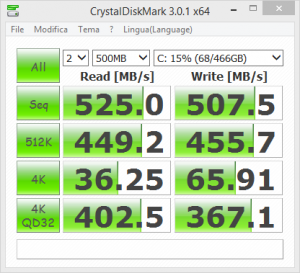 CrystalDiskMark 3.0.1 x64
File Modifica Tema ? Lingua(Language)
All 2 500MB C: 15% (68/466GB)
Read [MB/s] Write [MB/s]
Seq 525.0 507.5
512K 449.2 455.7
4K 36.25 65.91
4K QD32 402.5 367.1